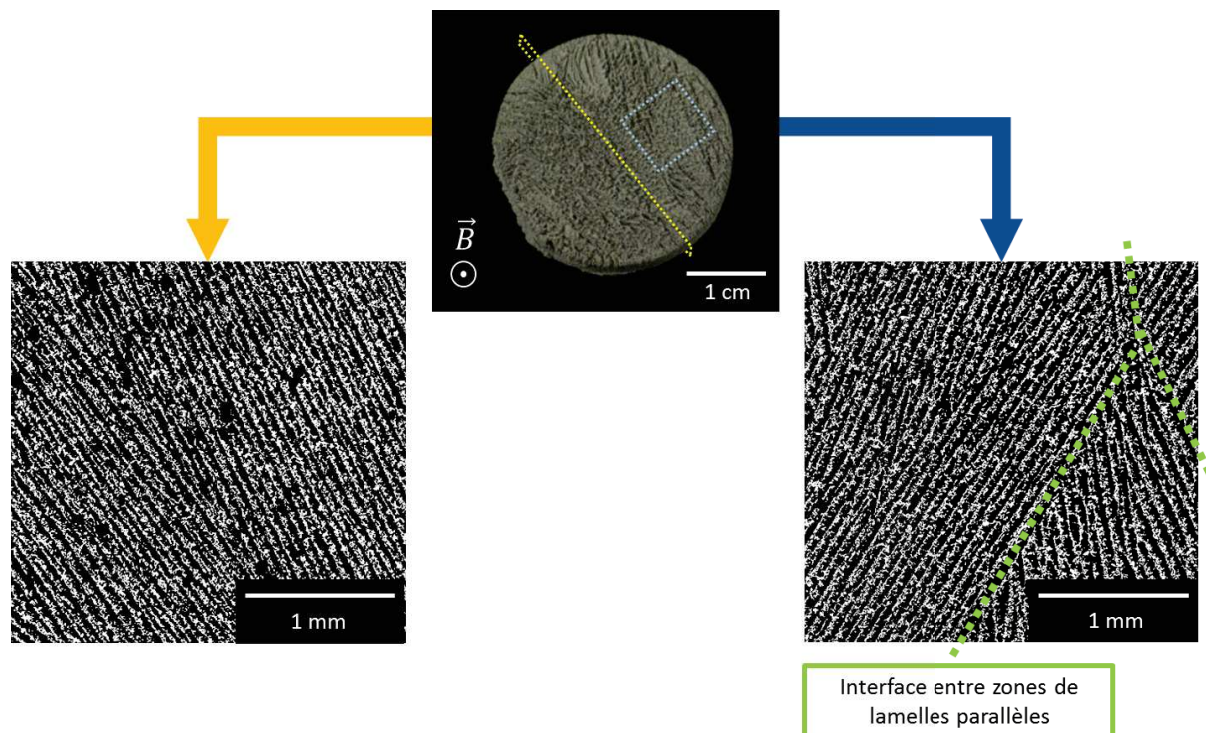 B
1 cm
1 mm
1 mm
Interface entre zones de
lamelles parallèles